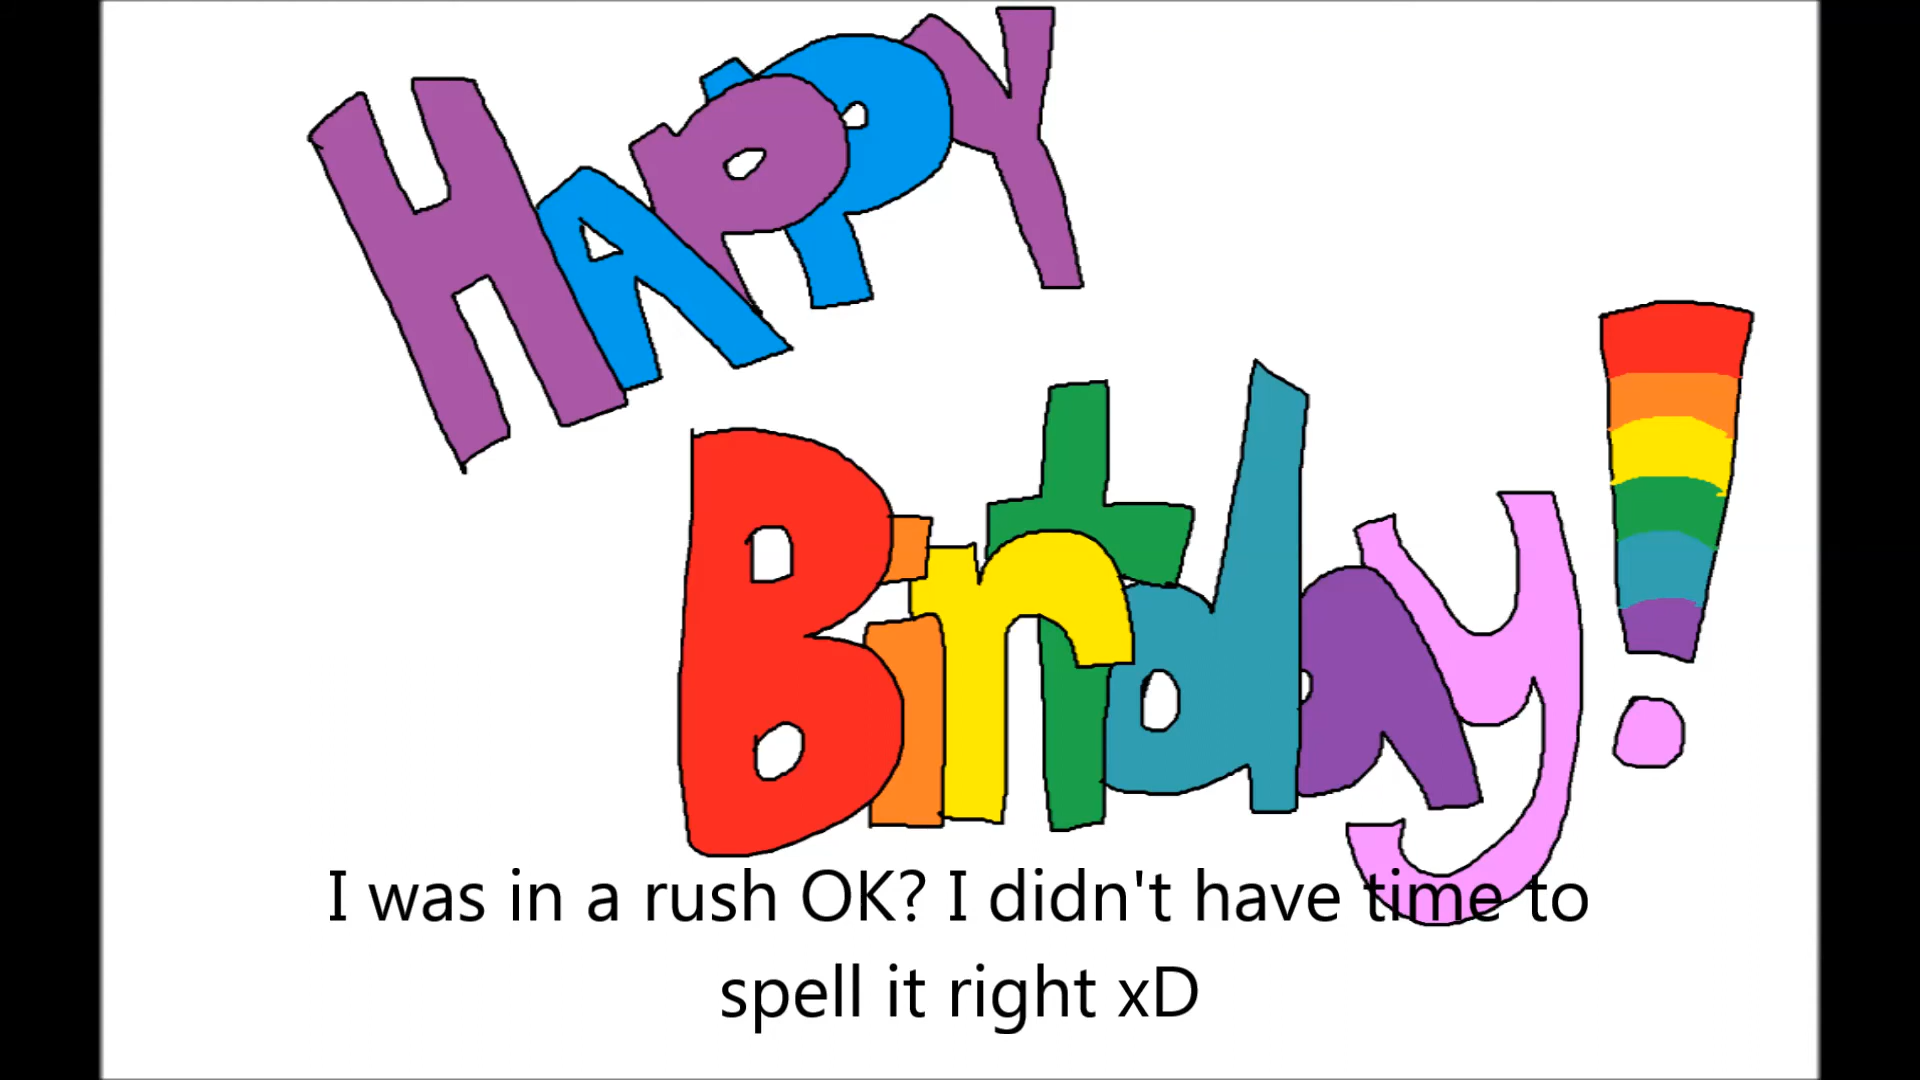 HAPPY
Birtday!
I was in a rush OK? I didn't have time to
spell it right xD